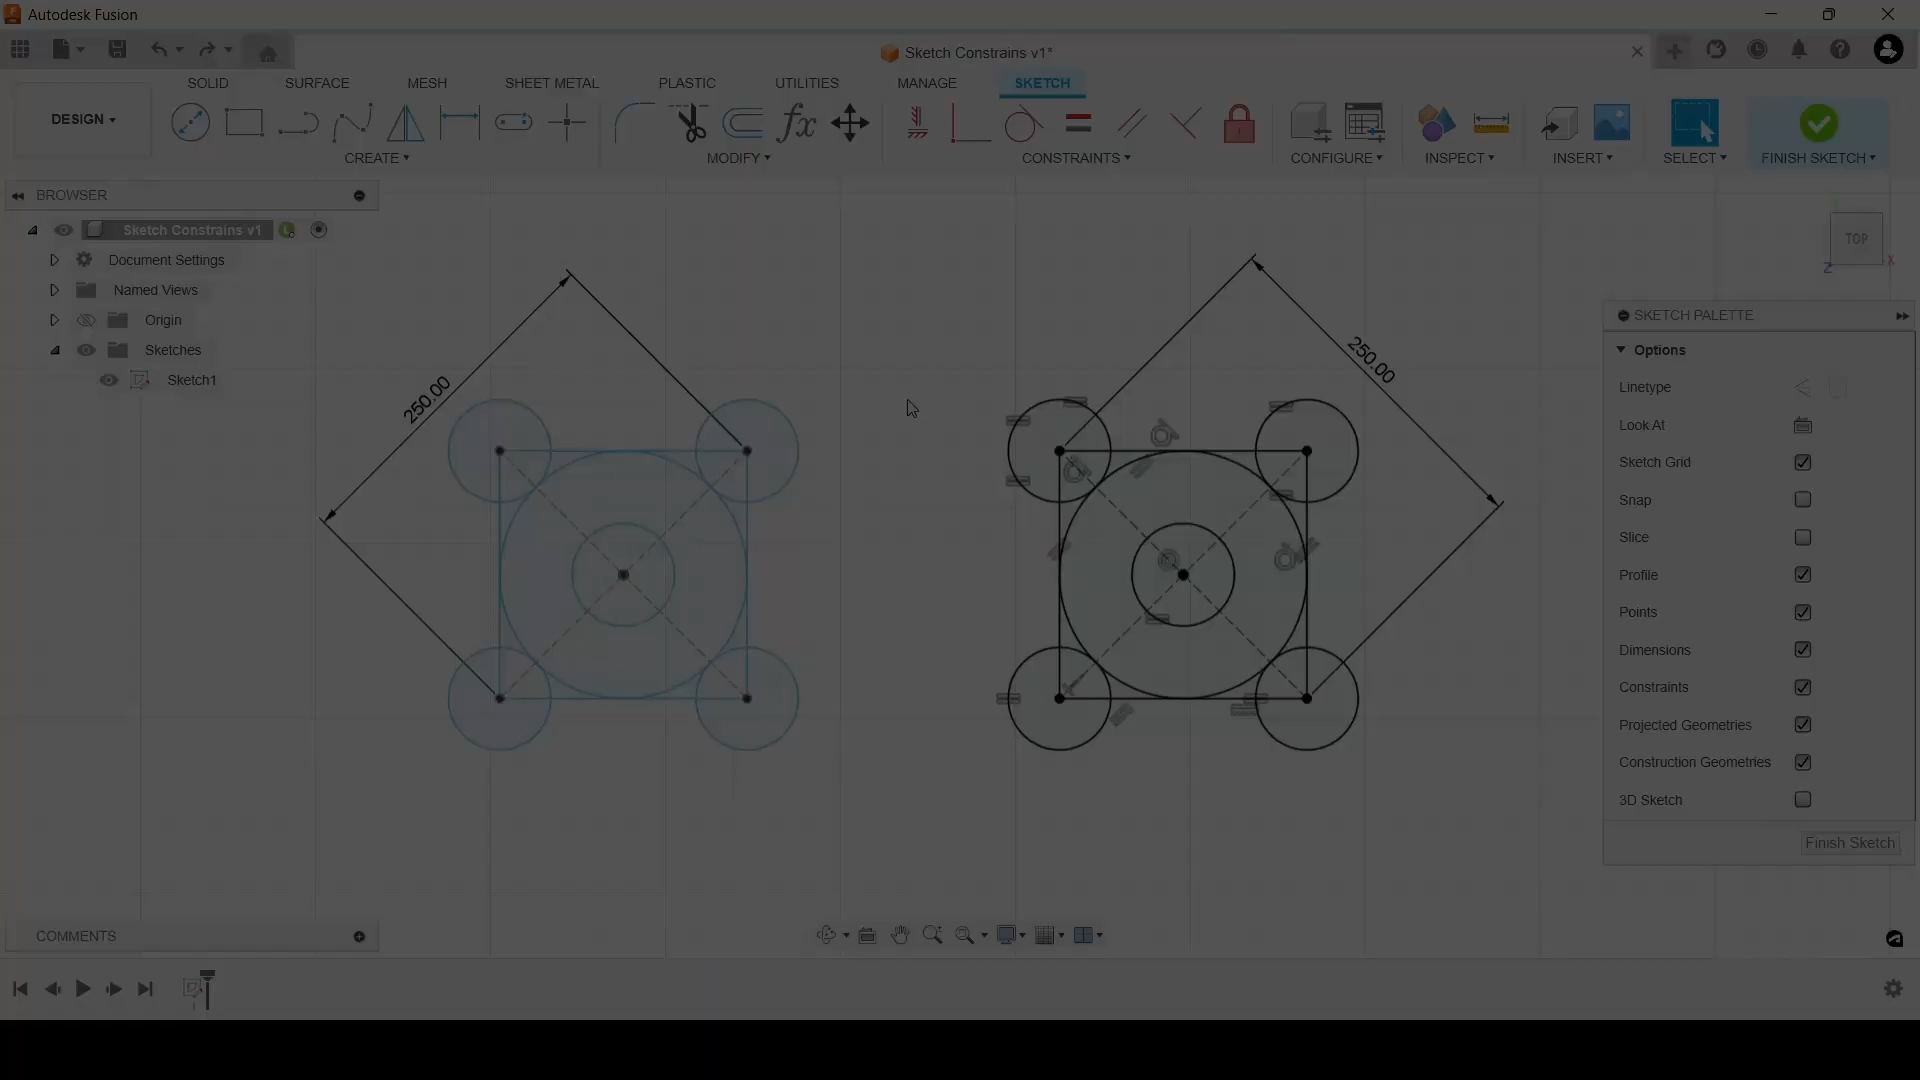 Autodesk Fusion
Sketch Constrains v1*
SOLID SURFACE MESH SHEET METAL PLASTIC UTILITIES MANAGE SKETCH
DESIGN
CREATE MODIFY CONSTRAINTS CONFIGURE INSPECT INSERT SELECT FINISH SKETCH
BROWSER
Sketch Constrains v1
Document Settings
Named Views
Origin
Sketches
Sketch1
250.00
250.00
TOP
Z
X
SKETCH PALETTE
Options
Linetype
Look At
Sketch Grid
Snap
Slice
Profile
Points
Dimensions
Constraints
Projected Geometries
Construction Geometries
3D Sketch
Finish Sketch
COMMENTS